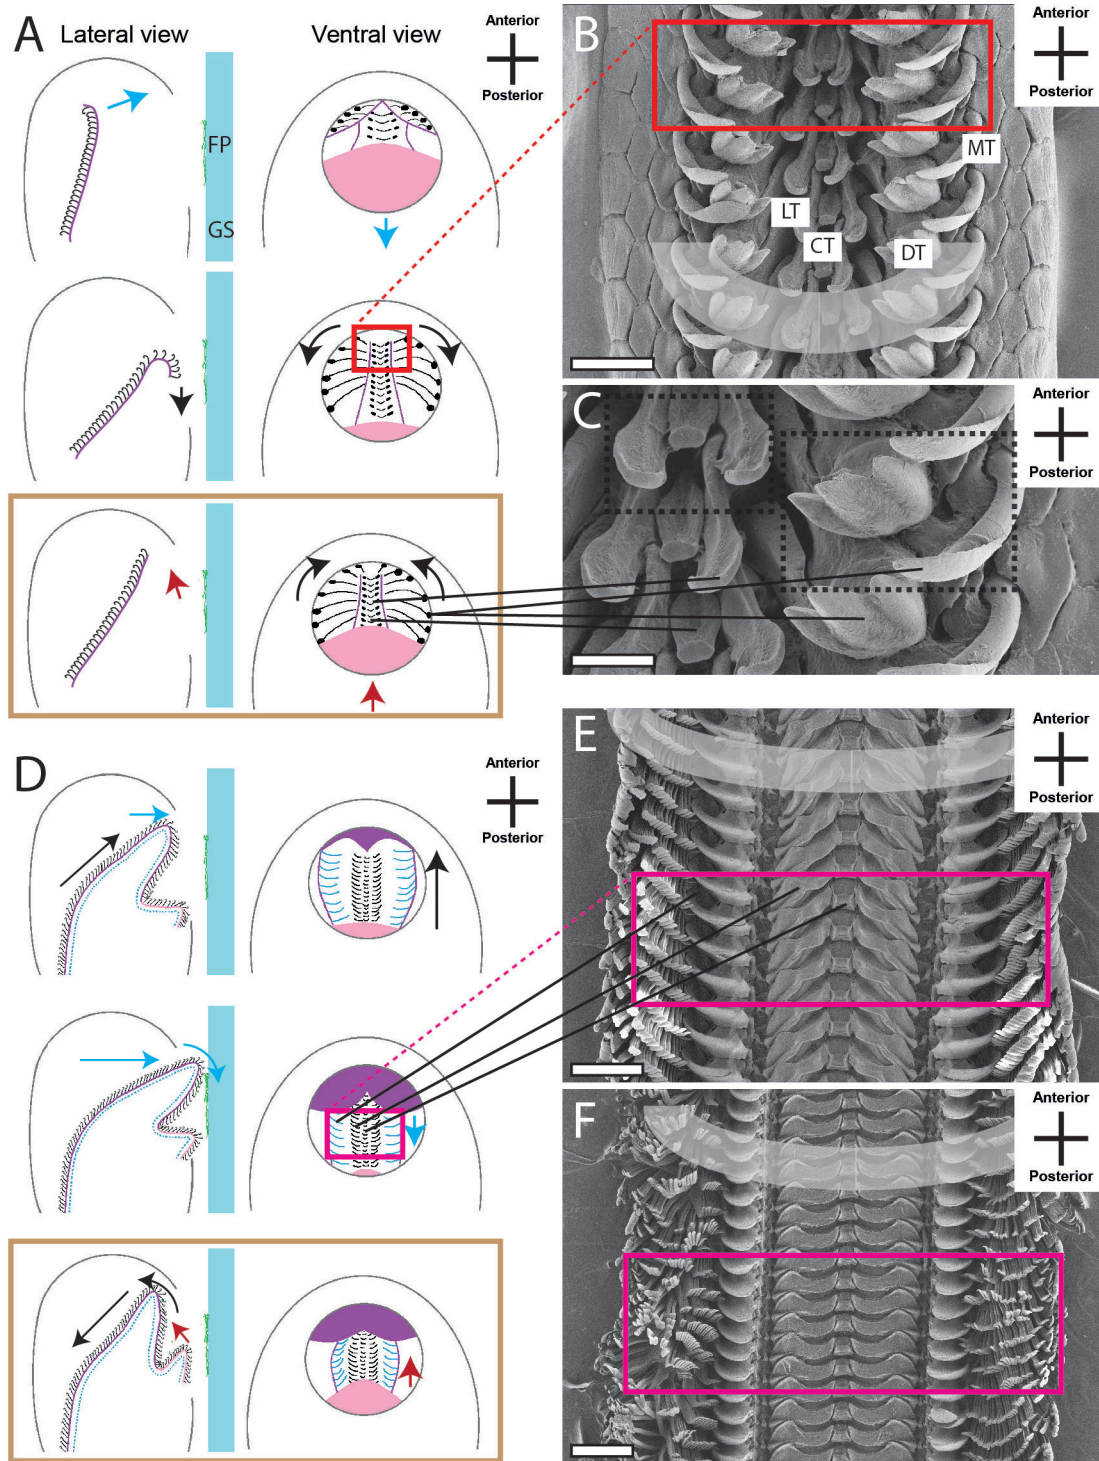 A
Lateral view
Ventral view
Anterior
Posterior
FP
GS
B
Anterior
Posterior
MT
LT
CT
DT
C
Anterior
Posterior
D
Anterior
Posterior
E
Anterior
Posterior
F
Anterior
Posterior